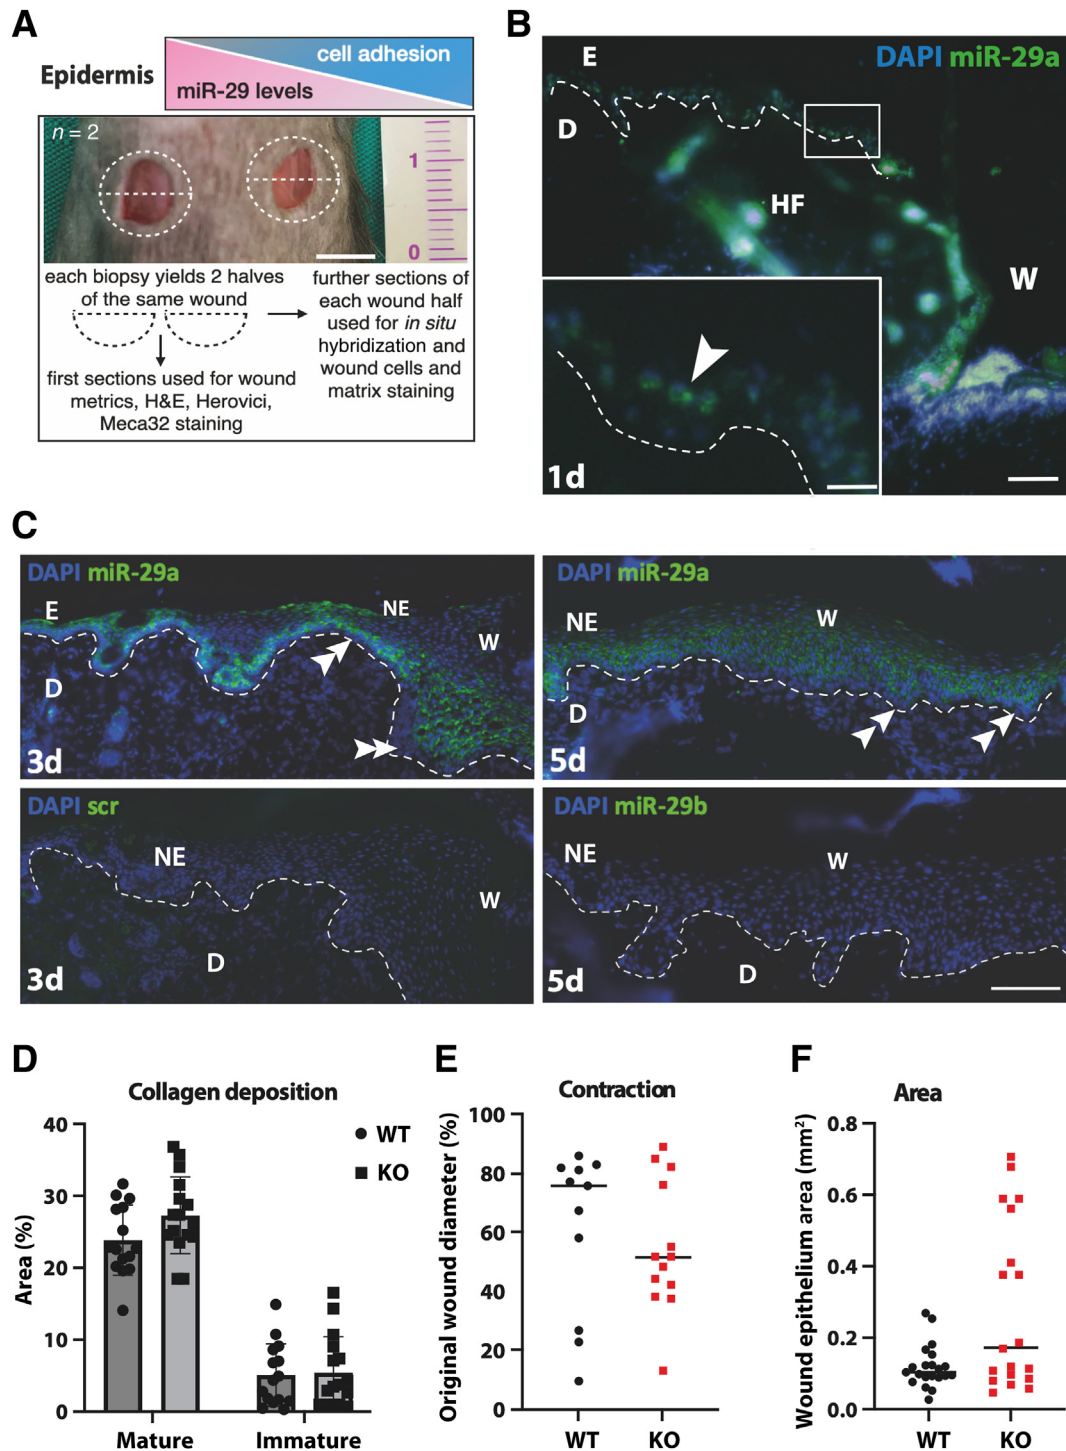 A
Epidermis
cell adhesion
miR-29 levels
n = 2
1
0
each biopsy yields 2 halves
of the same wound
further sections of
each wound half
used for in situ
hybridization and
wound cells and
matrix staining
first sections used for wound
metrics, H&E, Herovici,
Meca32 staining
B
DAPI miR-29a
E
D
HF
W
1d
C
DAPI miR-29a
E
NE
W
D
3d
DAPI miR-29a
NE
W
D
5d
DAPI scr
NE
W
D
3d
DAPI miR-29b
NE
W
D
5d
D
Collagen deposition
WT
KO
Area (%)
40
30
20
10
0
Mature
Immature
E
Contraction
Original wound diameter (%)
100
80
60
40
20
0
WT
KO
F
Area
Wound epithelium area (mm²)
0.8
0.6
0.4
0.2
0.0
WT
KO